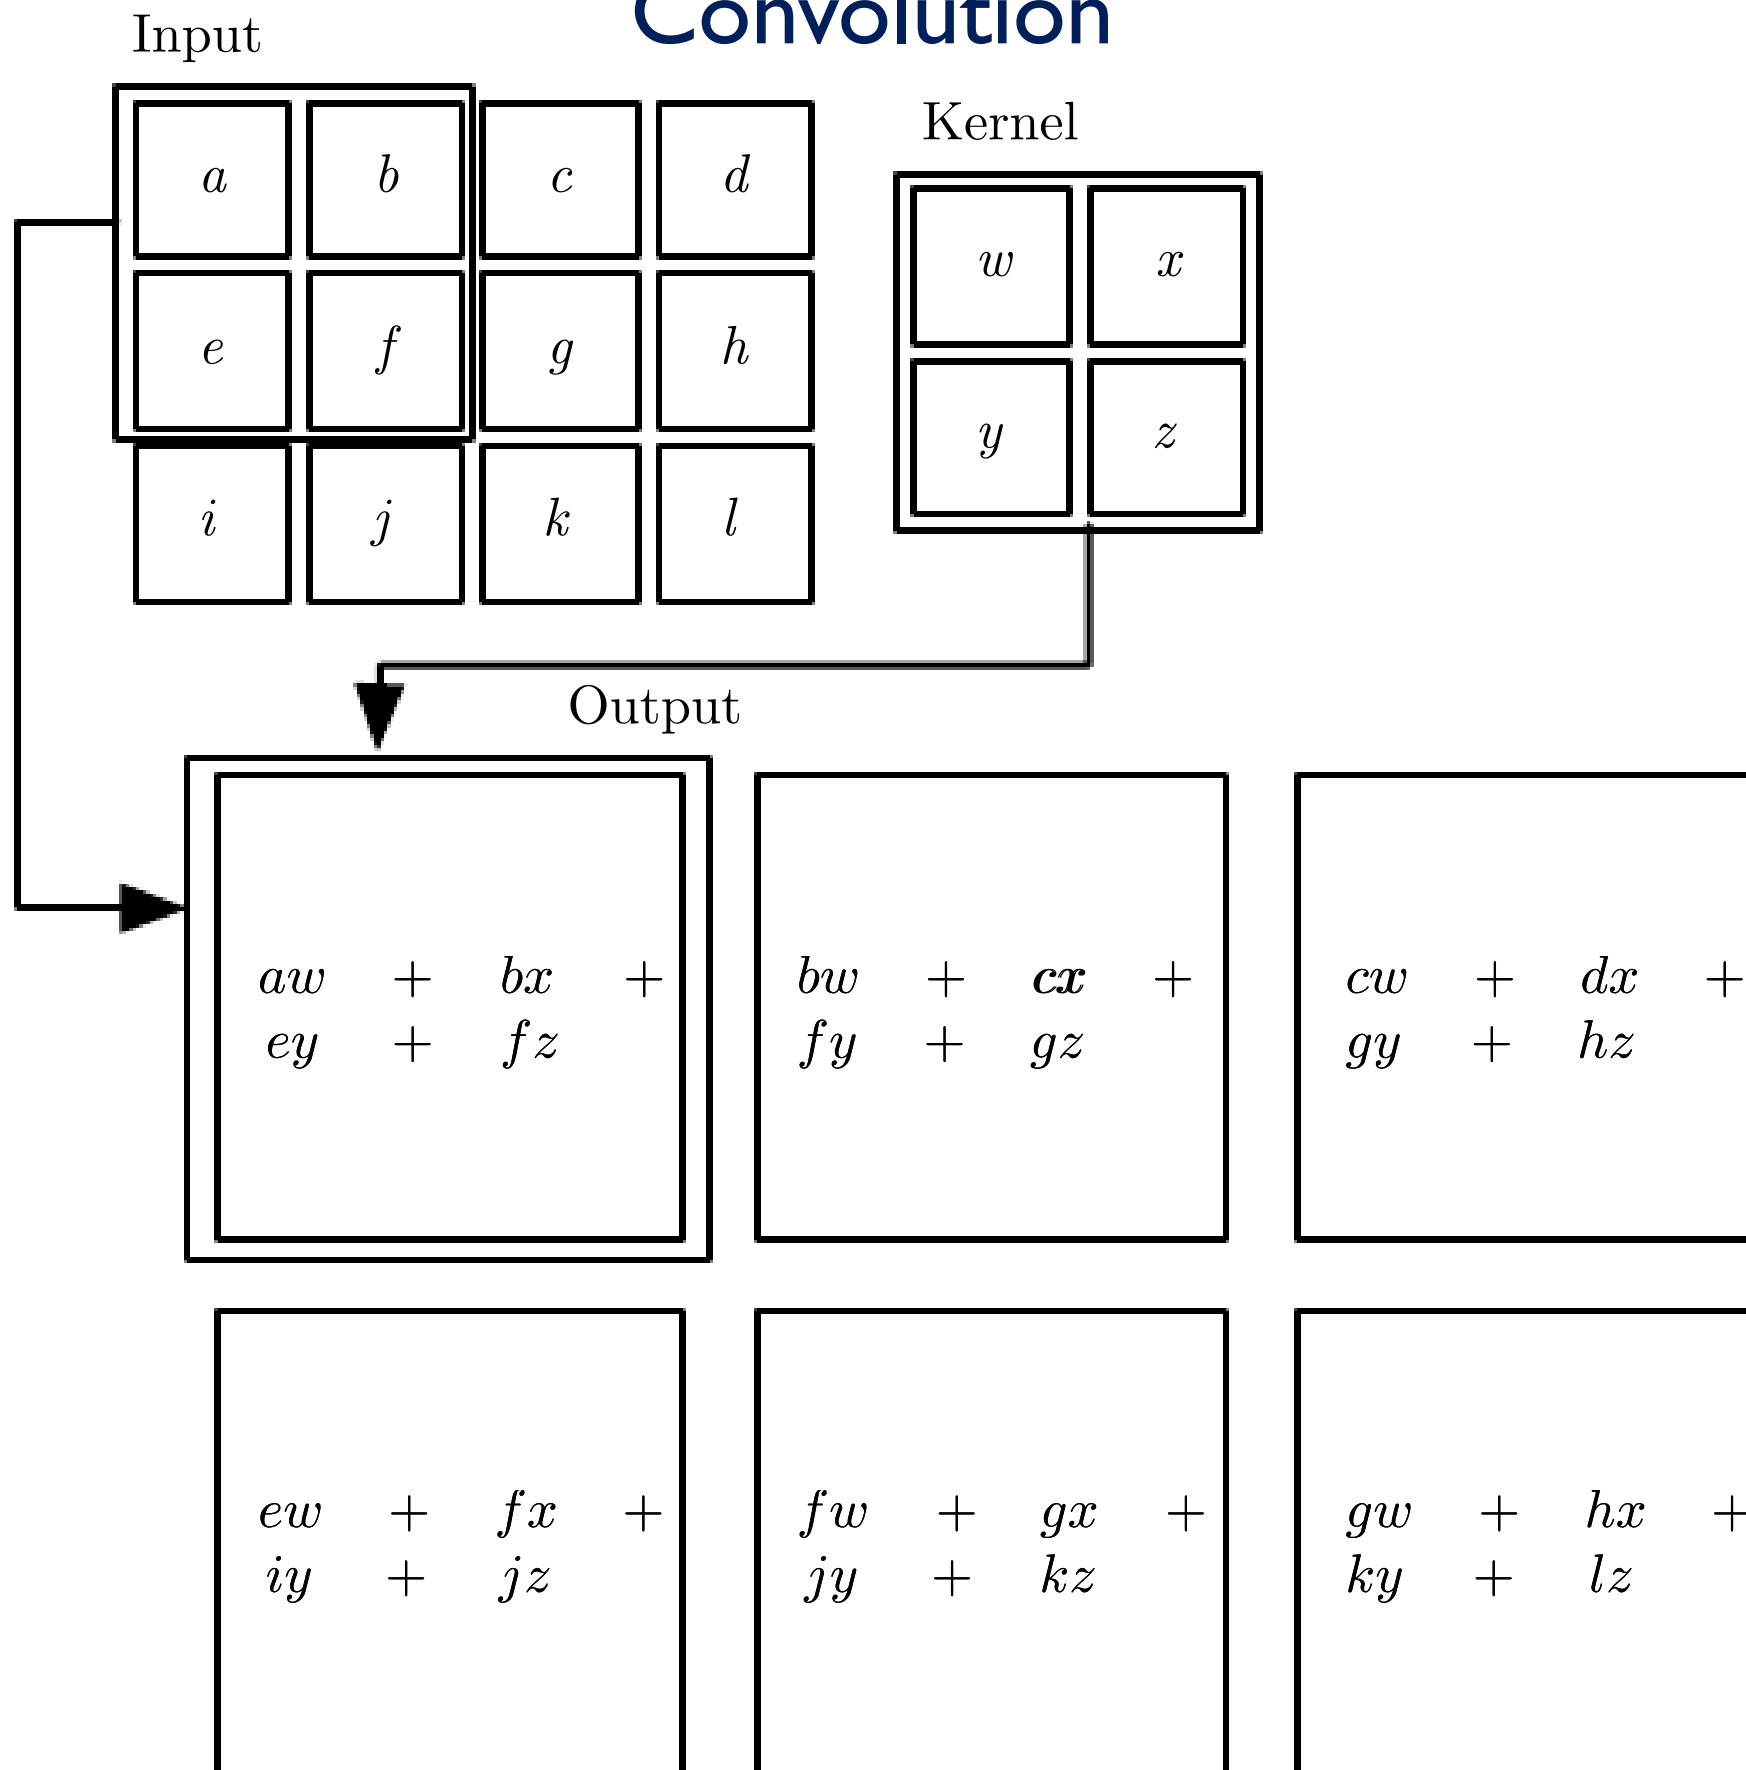 Convolution
Input
Kernel
a b c d
e f g h
i j k l
w x
y z
Output
aw + bx +
ey + fz
bw + cx +
fy + gz
cw + dx +
gy + hz
ew + fx +
iy + jz
fw + gx +
jy + kz
gw + hx +
ky + lz